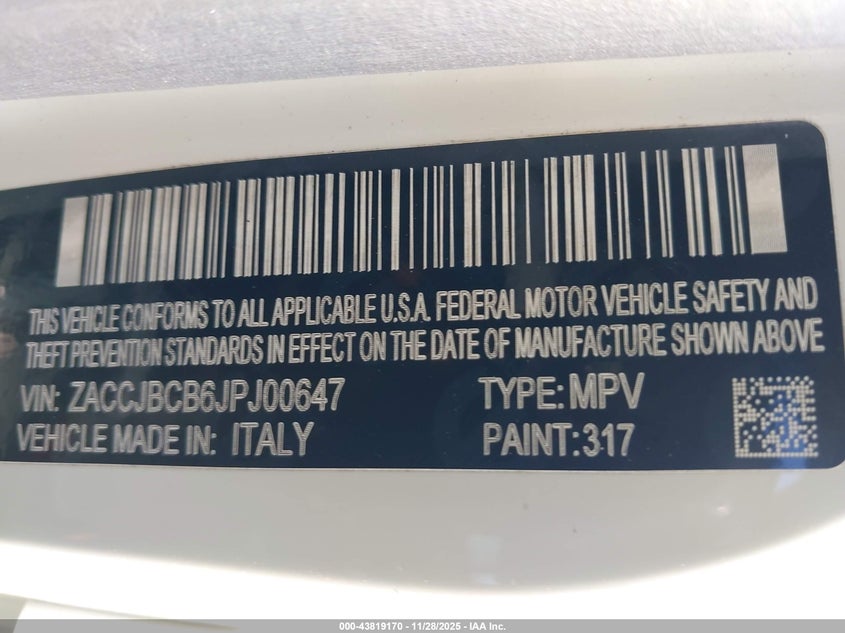 THIS VEHICLE CONFORMS TO ALL APPLICABLE U.S.A. FEDERAL MOTOR VEHICLE SAFETY AND
THEFT PREVENTION STANDARDS IN EFFECT ON THE DATE OF MANUFACTURE SHOWN ABOVE
VIN: ZACCJBCB6JPJ00647 TYPE: MPV
VEHICLE MADE IN: ITALY PAINT: 317
000-43819170 — 11/28/2025 — IAA Inc.